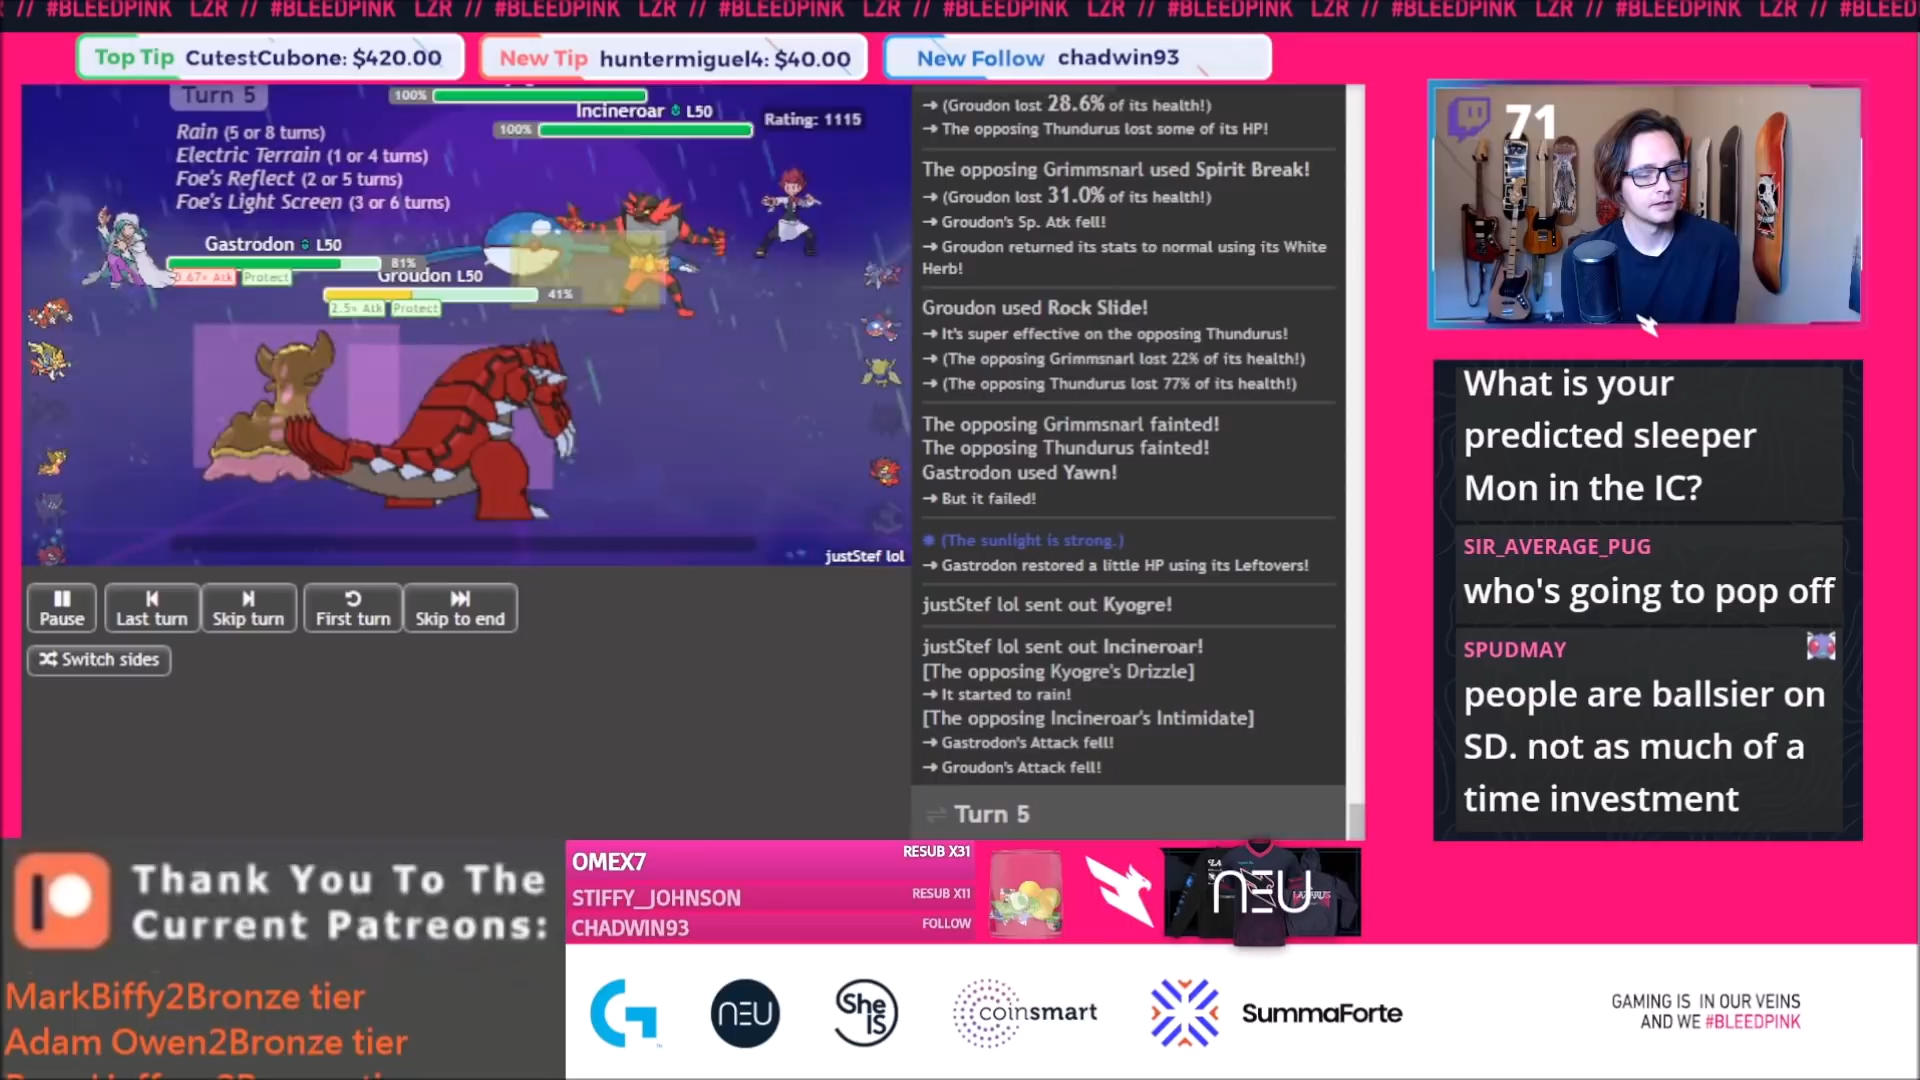 // #BLEEDPINK LZR // #BLEEDPINK LZR // #BLEEDPINK LZR // #BLEEDPINK LZR // #BLEEDPINK LZR // #BLEEDPINK LZR // #BLEEDPINK LZR // #BLEEDPINK LZR // #BLEED
Top Tip CutestCubone: $420.00
New Tip huntermiguel4: $40.00
New Follow chadwin93
Turn 5
100%
Incineroar L50
100%
Rating: 1115
Rain (5 or 8 turns)
Electric Terrain (1 or 4 turns)
Foe's Reflect (2 or 5 turns)
Foe's Light Screen (3 or 6 turns)
Gastrodon L50
81%
0.67× Atk Protect
Groudon L50
41%
2.5× Atk Protect
justStef lol
Pause
Last turn
Skip turn
First turn
Skip to end
Switch sides
→ (Groudon lost 28.6% of its health!)
→ The opposing Thundurus lost some of its HP!
The opposing Grimmsnarl used Spirit Break!
→ (Groudon lost 31.0% of its health!)
→ Groudon's Sp. Atk fell!
→ Groudon returned its stats to normal using its White
Herb!
Groudon used Rock Slide!
→ It's super effective on the opposing Thundurus!
→ (The opposing Grimmsnarl lost 22% of its health!)
→ (The opposing Thundurus lost 77% of its health!)
The opposing Grimmsnarl fainted!
The opposing Thundurus fainted!
Gastrodon used Yawn!
→ But it failed!
(The sunlight is strong.)
→ Gastrodon restored a little HP using its Leftovers!
justStef lol sent out Kyogre!
justStef lol sent out Incineroar!
[The opposing Kyogre's Drizzle]
→ It started to rain!
[The opposing Incineroar's Intimidate]
→ Gastrodon's Attack fell!
→ Groudon's Attack fell!
Turn 5
71
What is your
predicted sleeper
Mon in the IC?
SIR_AVERAGE_PUG
who's going to pop off
SPUDMAY
people are ballsier on
SD. not as much of a
time investment
Thank You To The
Current Patreons:
MarkBiffy2Bronze tier
Adam Owen2Bronze tier
OMEX7 RESUB X31
STIFFY_JOHNSON RESUB X11
CHADWIN93 FOLLOW
NEU
G
NEU
She
IS
coinsmart
SummaForte
GAMING IS IN OUR VEINS
AND WE #BLEEDPINK